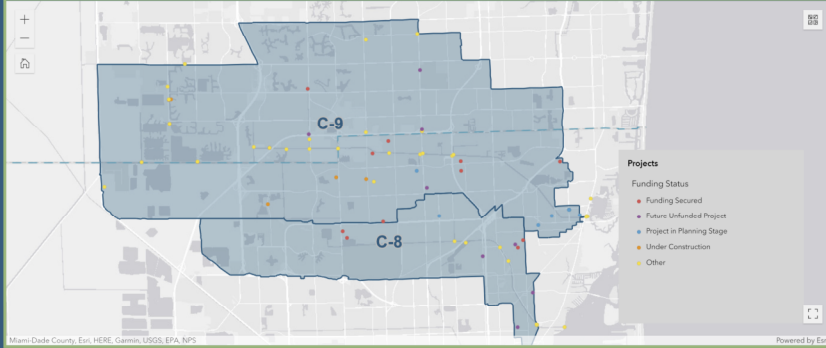 +
−
C-9
C-8
Projects
Funding Status
Funding Secured
Future Unfunded Project
Project in Planning Stage
Under Construction
Other
Miami-Dade County, Esri, HERE, Garmin, USGS, EPA, NPS
Powered by Esri